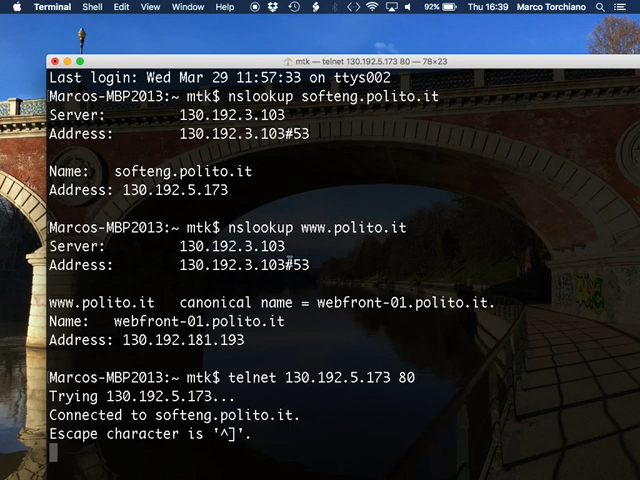 Terminal Shell Edit View Window Help 92% Thu 16:39 Marco Torchiano
mtk — telnet 130.192.5.173 80 — 78×23
Last login: Wed Mar 29 11:57:33 on ttys002
Marcos-MBP2013:~ mtk$ nslookup softeng.polito.it
Server: 130.192.3.103
Address: 130.192.3.103#53
Name: softeng.polito.it
Address: 130.192.5.173
Marcos-MBP2013:~ mtk$ nslookup www.polito.it
Server: 130.192.3.103
Address: 130.192.3.103#53
www.polito.it canonical name = webfront-01.polito.it.
Name: webfront-01.polito.it
Address: 130.192.181.193
Marcos-MBP2013:~ mtk$ telnet 130.192.5.173 80
Trying 130.192.5.173...
Connected to softeng.polito.it.
Escape character is '^]'.